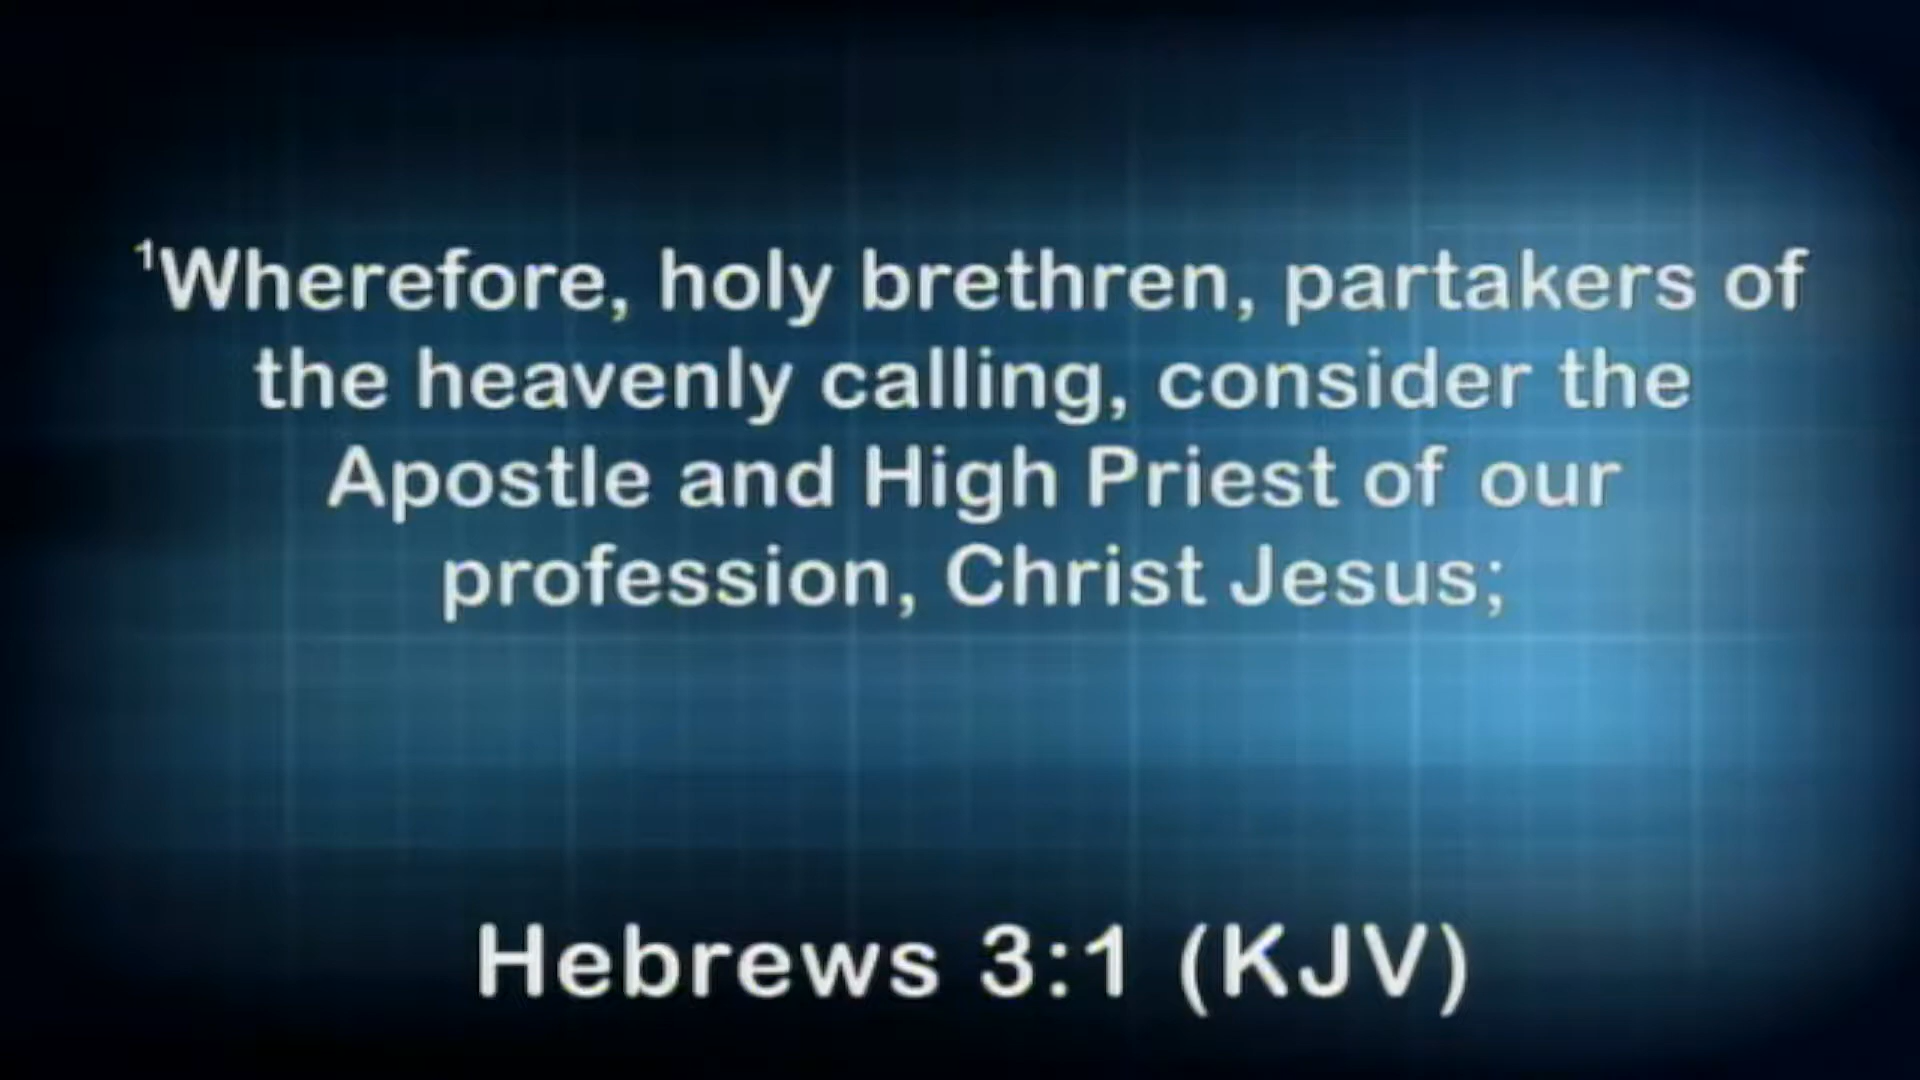 ¹Wherefore, holy brethren, partakers of
the heavenly calling, consider the
Apostle and High Priest of our
profession, Christ Jesus;
Hebrews 3:1 (KJV)